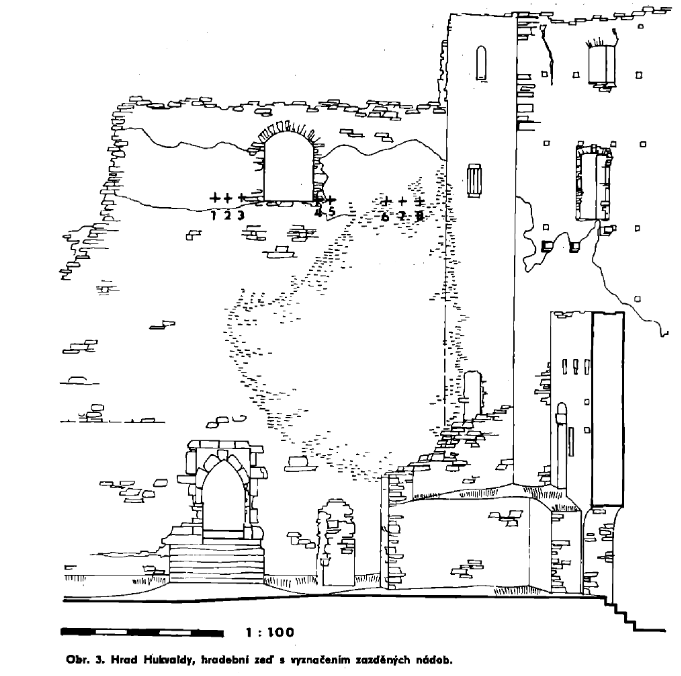 1 2 3 4 5 6 7 8
1 : 100
Obr. 3. Hrad Hukvaldy, hradební zeď s vyznačením zazděných nádob.